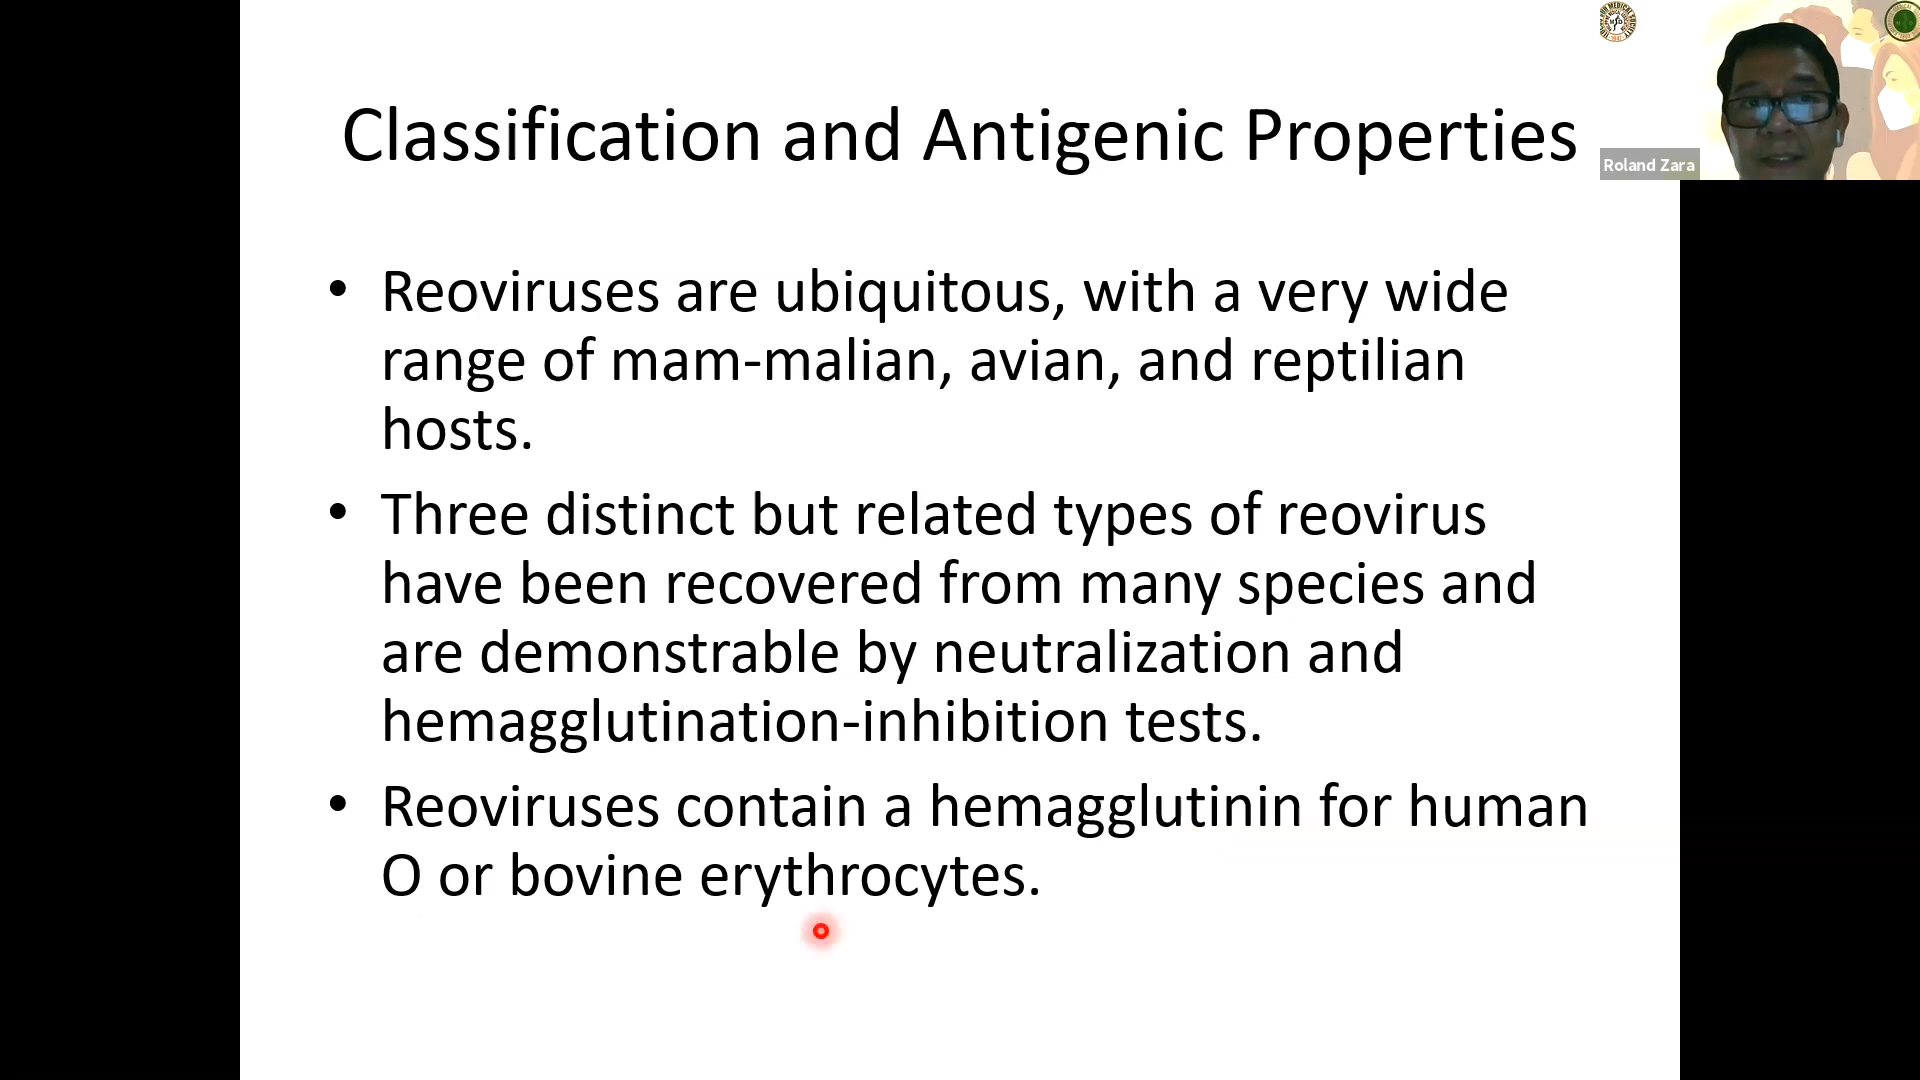 Classification and Antigenic Properties
Roland Zara
• Reoviruses are ubiquitous, with a very wide
range of mam-malian, avian, and reptilian
hosts.
• Three distinct but related types of reovirus
have been recovered from many species and
are demonstrable by neutralization and
hemagglutination-inhibition tests.
• Reoviruses contain a hemagglutinin for human
O or bovine erythrocytes.